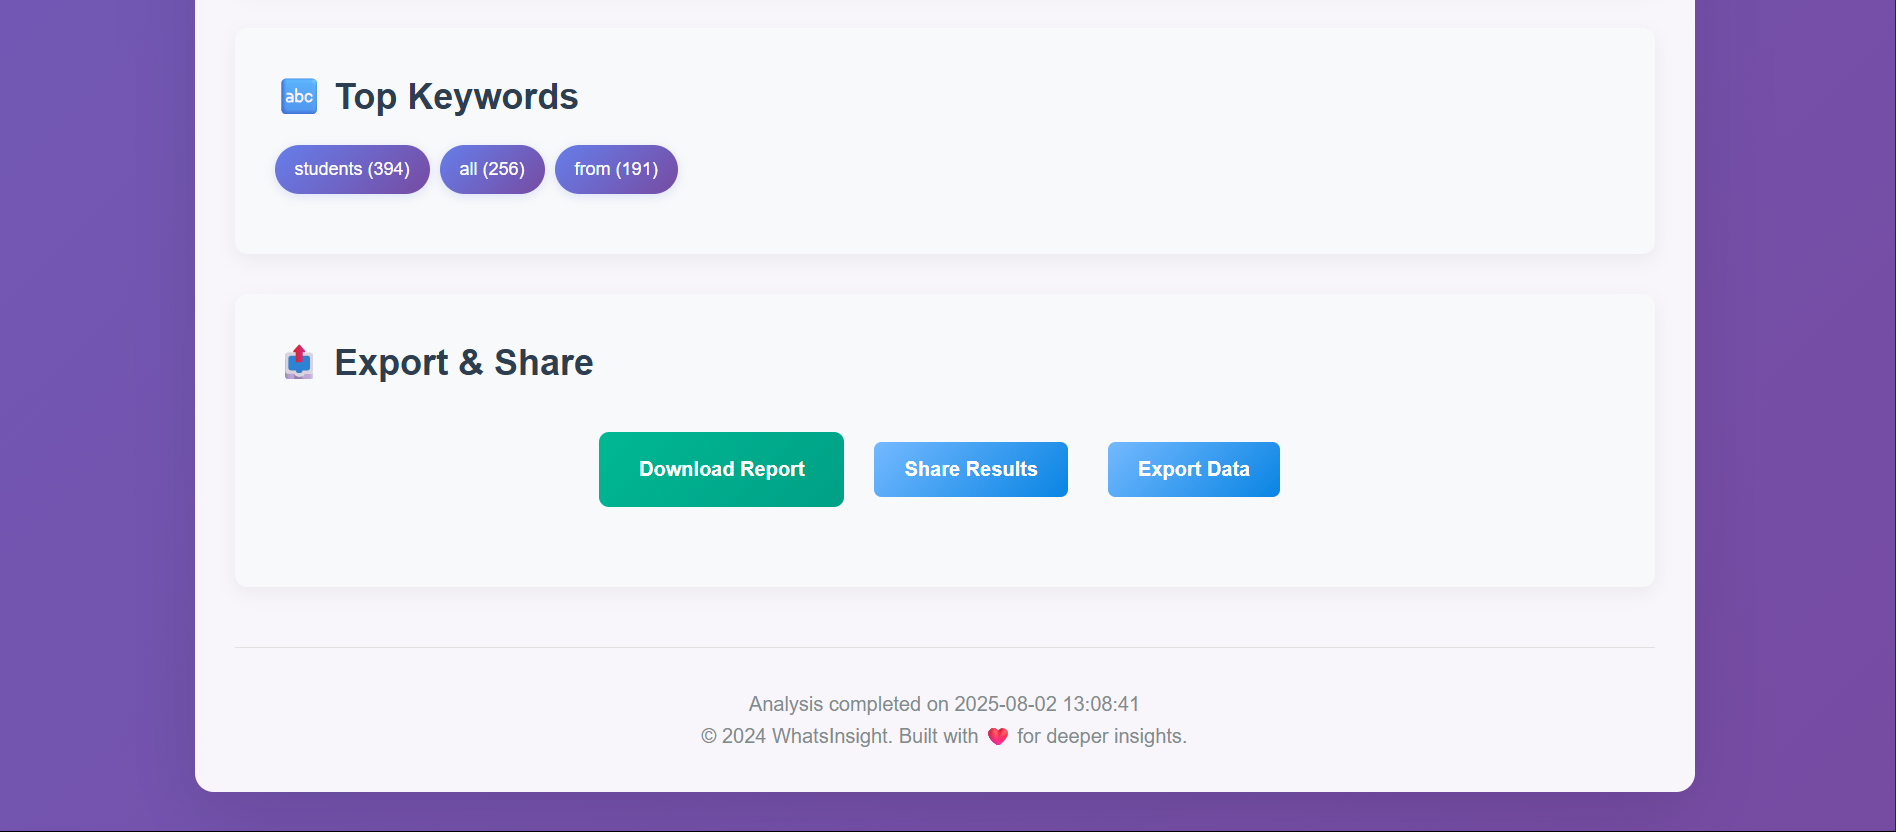 abc Top Keywords
students (394) all (256) from (191)
Export & Share
Download Report Share Results Export Data
Analysis completed on 2025-08-02 13:08:41
© 2024 WhatsInsight. Built with ❤️ for deeper insights.